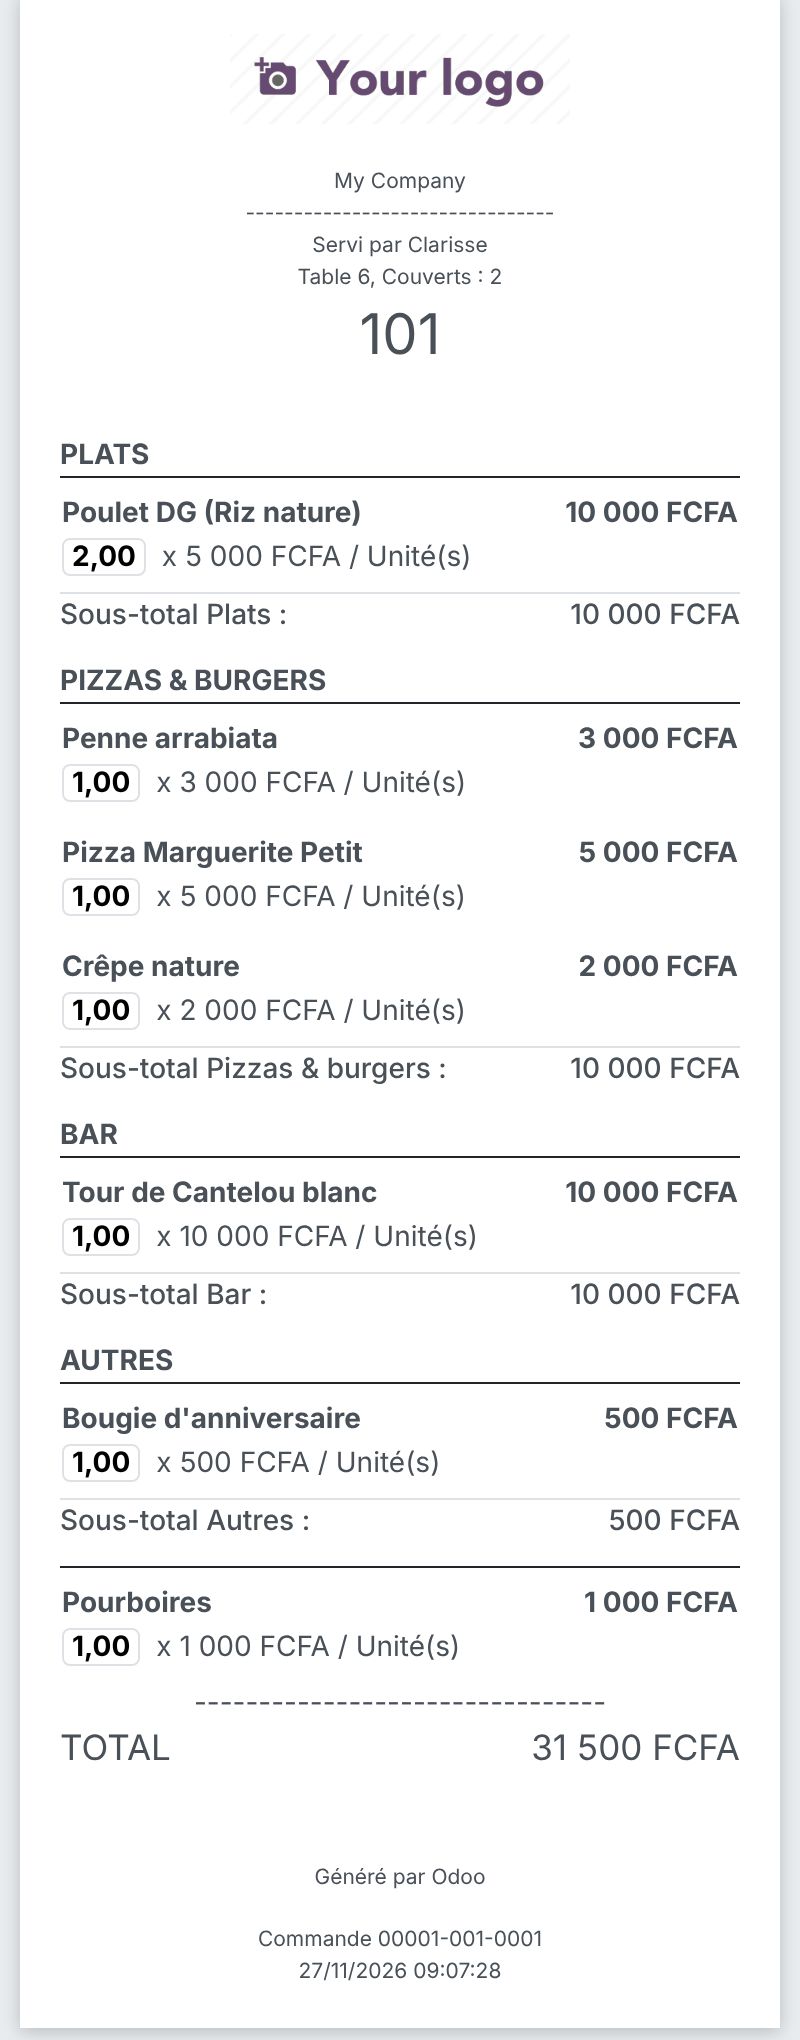 Your logo
My Company
--------------------------------
Servi par Clarisse
Table 6, Couverts : 2
101
PLATS
Poulet DG (Riz nature) 10 000 FCFA
2,00 x 5 000 FCFA / Unité(s)
Sous-total Plats : 10 000 FCFA
PIZZAS & BURGERS
Penne arrabiata 3 000 FCFA
1,00 x 3 000 FCFA / Unité(s)
Pizza Marguerite Petit 5 000 FCFA
1,00 x 5 000 FCFA / Unité(s)
Crêpe nature 2 000 FCFA
1,00 x 2 000 FCFA / Unité(s)
Sous-total Pizzas & burgers : 10 000 FCFA
BAR
Tour de Cantelou blanc 10 000 FCFA
1,00 x 10 000 FCFA / Unité(s)
Sous-total Bar : 10 000 FCFA
AUTRES
Bougie d'anniversaire 500 FCFA
1,00 x 500 FCFA / Unité(s)
Sous-total Autres : 500 FCFA
Pourboires 1 000 FCFA
1,00 x 1 000 FCFA / Unité(s)
--------------------------------
TOTAL 31 500 FCFA
Généré par Odoo
Commande 00001-001-0001
27/11/2026 09:07:28